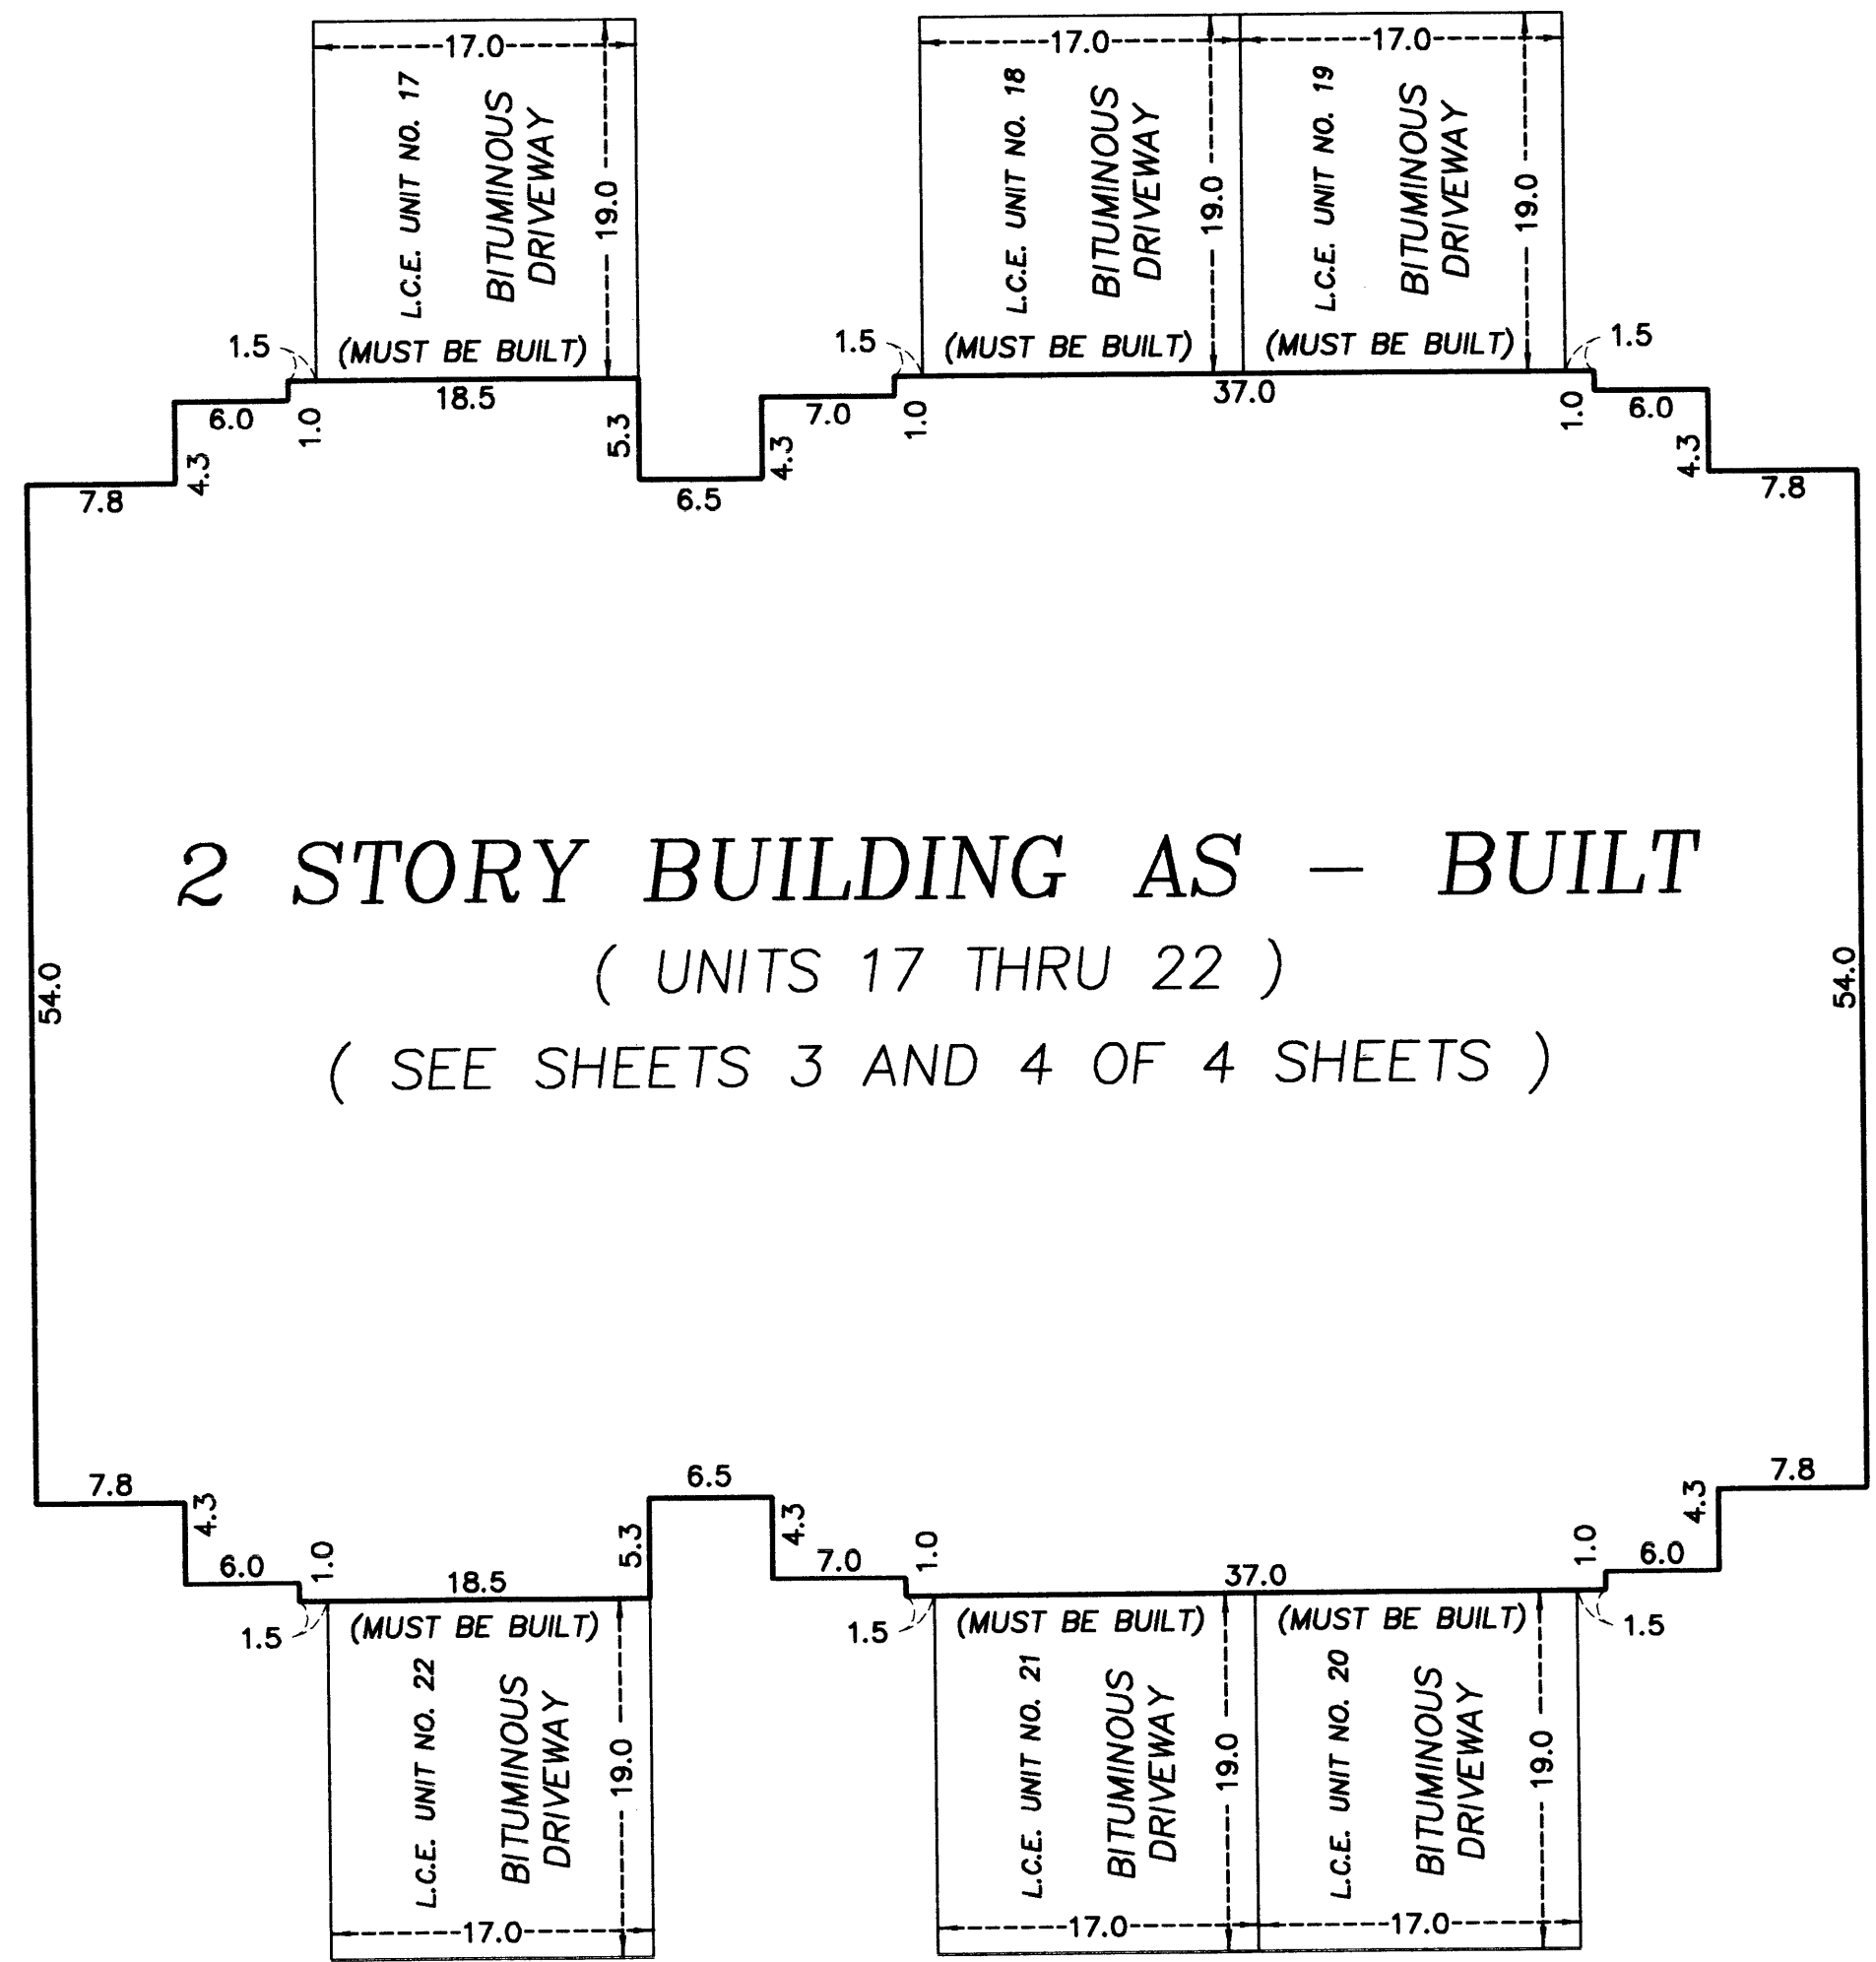 17.0
17.0
17.0
L.C.E. UNIT NO. 17
BITUMINOUS
DRIVEWAY
19.0
(MUST BE BUILT)
L.C.E. UNIT NO. 18
BITUMINOUS
DRIVEWAY
19.0
(MUST BE BUILT)
L.C.E. UNIT NO. 19
BITUMINOUS
DRIVEWAY
19.0
(MUST BE BUILT)
1.5
1.5
1.5
7.8
4.3
6.0
1.0
18.5
5.3
6.5
4.3
7.0
1.0
37.0
1.0
6.0
4.3
7.8
2 STORY BUILDING AS - BUILT
( UNITS 17 THRU 22 )
( SEE SHEETS 3 AND 4 OF 4 SHEETS )
54.0
54.0
7.8
4.3
6.0
1.0
18.5
5.3
6.5
4.3
7.0
1.0
37.0
1.0
6.0
4.3
7.8
1.5
1.5
1.5
(MUST BE BUILT)
L.C.E. UNIT NO. 22
BITUMINOUS
DRIVEWAY
19.0
(MUST BE BUILT)
L.C.E. UNIT NO. 21
BITUMINOUS
DRIVEWAY
19.0
(MUST BE BUILT)
L.C.E. UNIT NO. 20
BITUMINOUS
DRIVEWAY
19.0
17.0
17.0
17.0